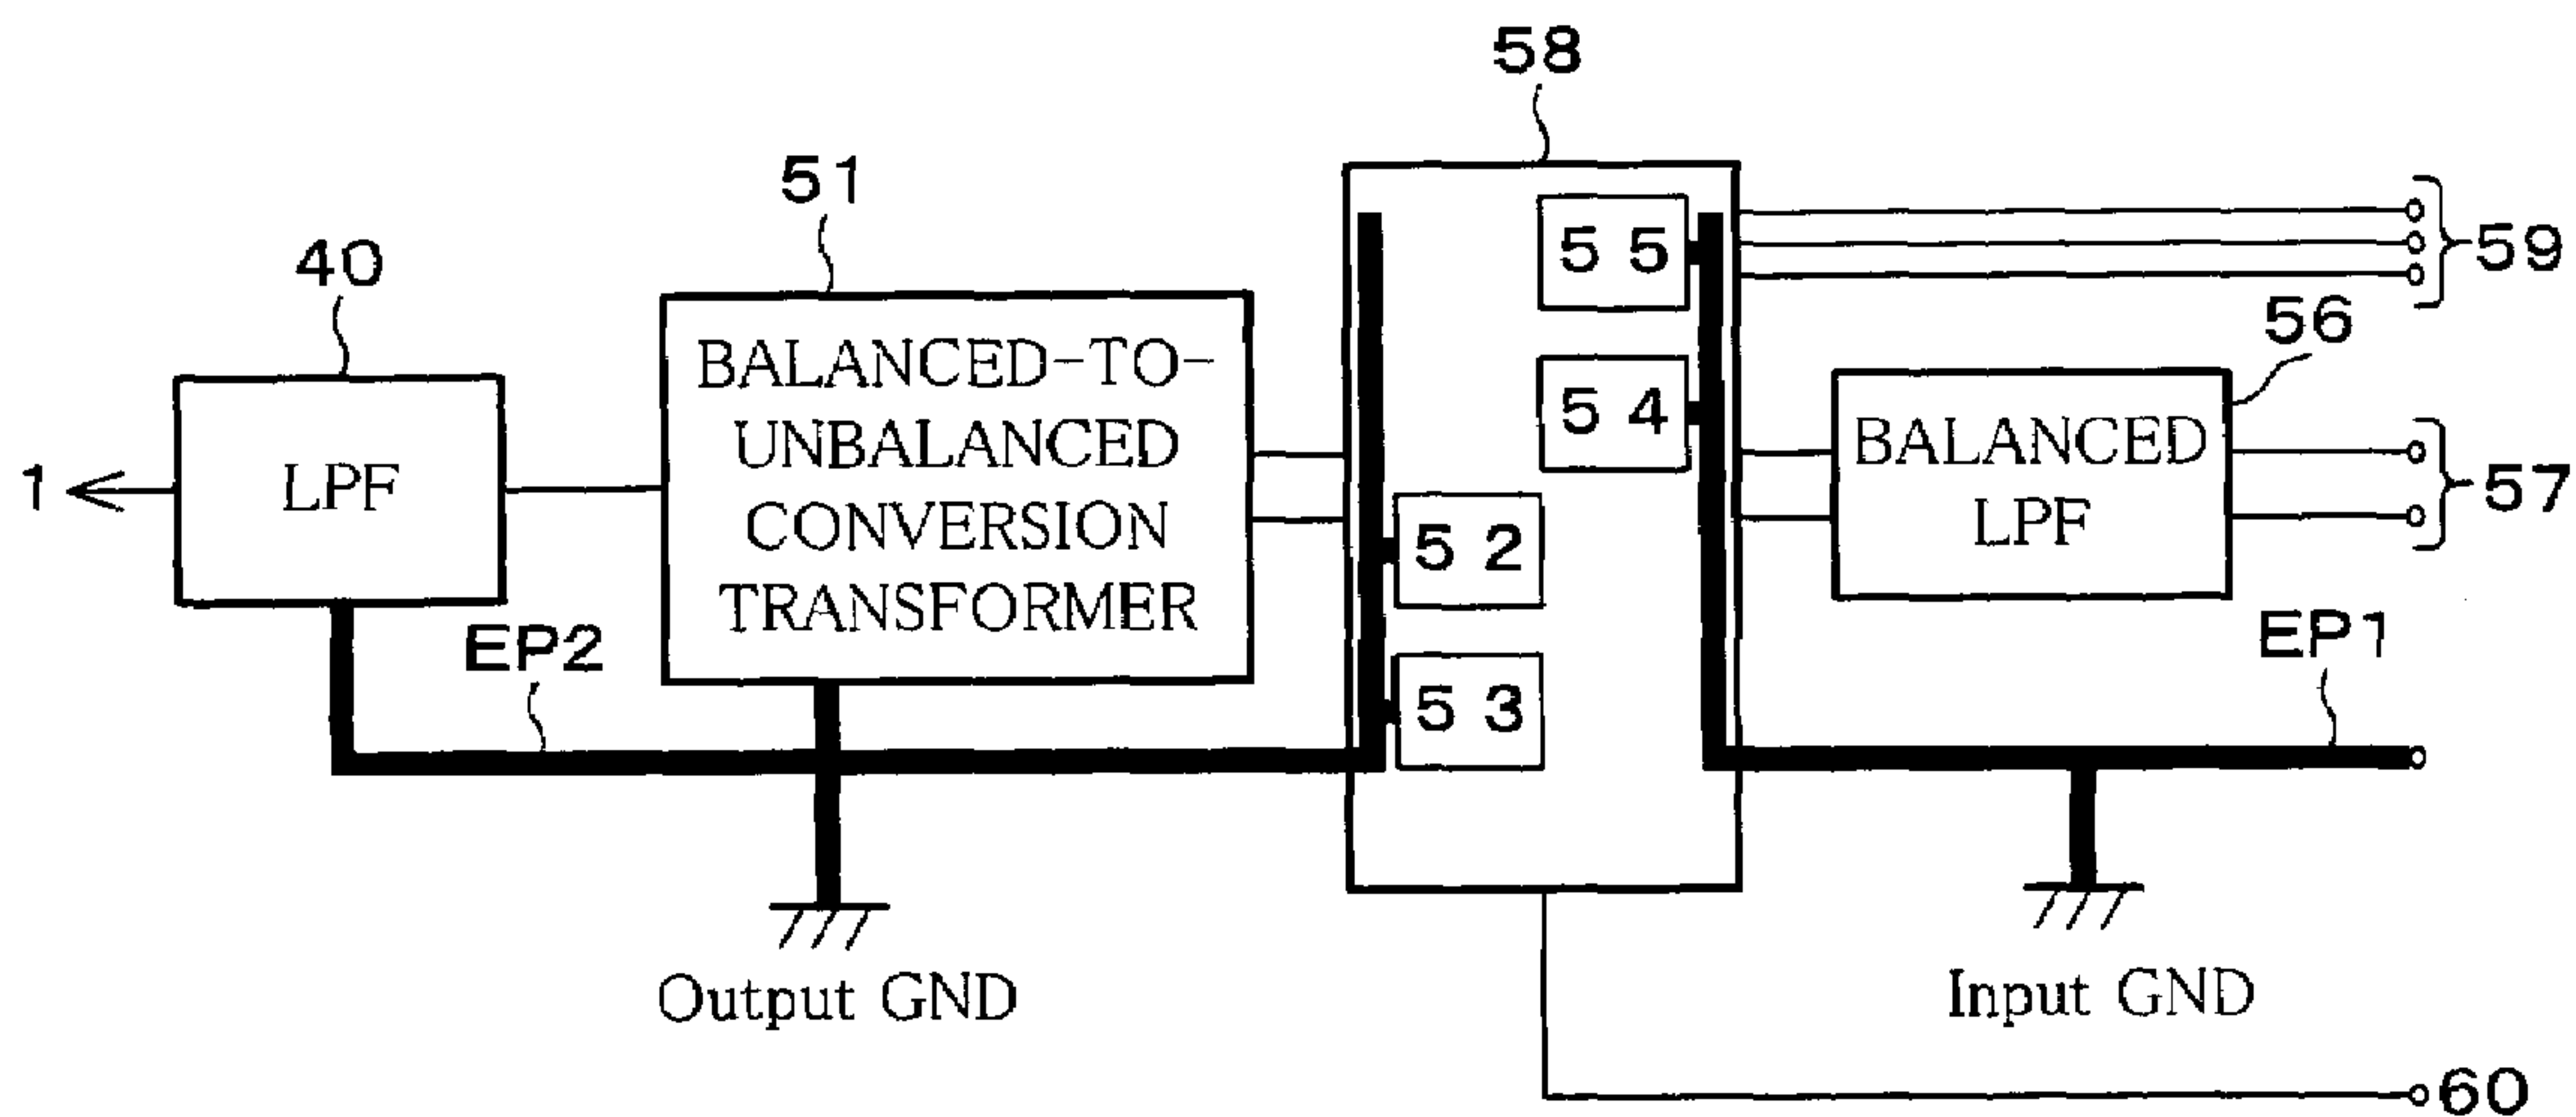 58
51
55
59
40
56
BALANCED-TO-
UNBALANCED
CONVERSION
TRANSFORMER
54
BALANCED
LPF
1
LPF
57
52
EP2
53
EP1
Output GND
Input GND
60